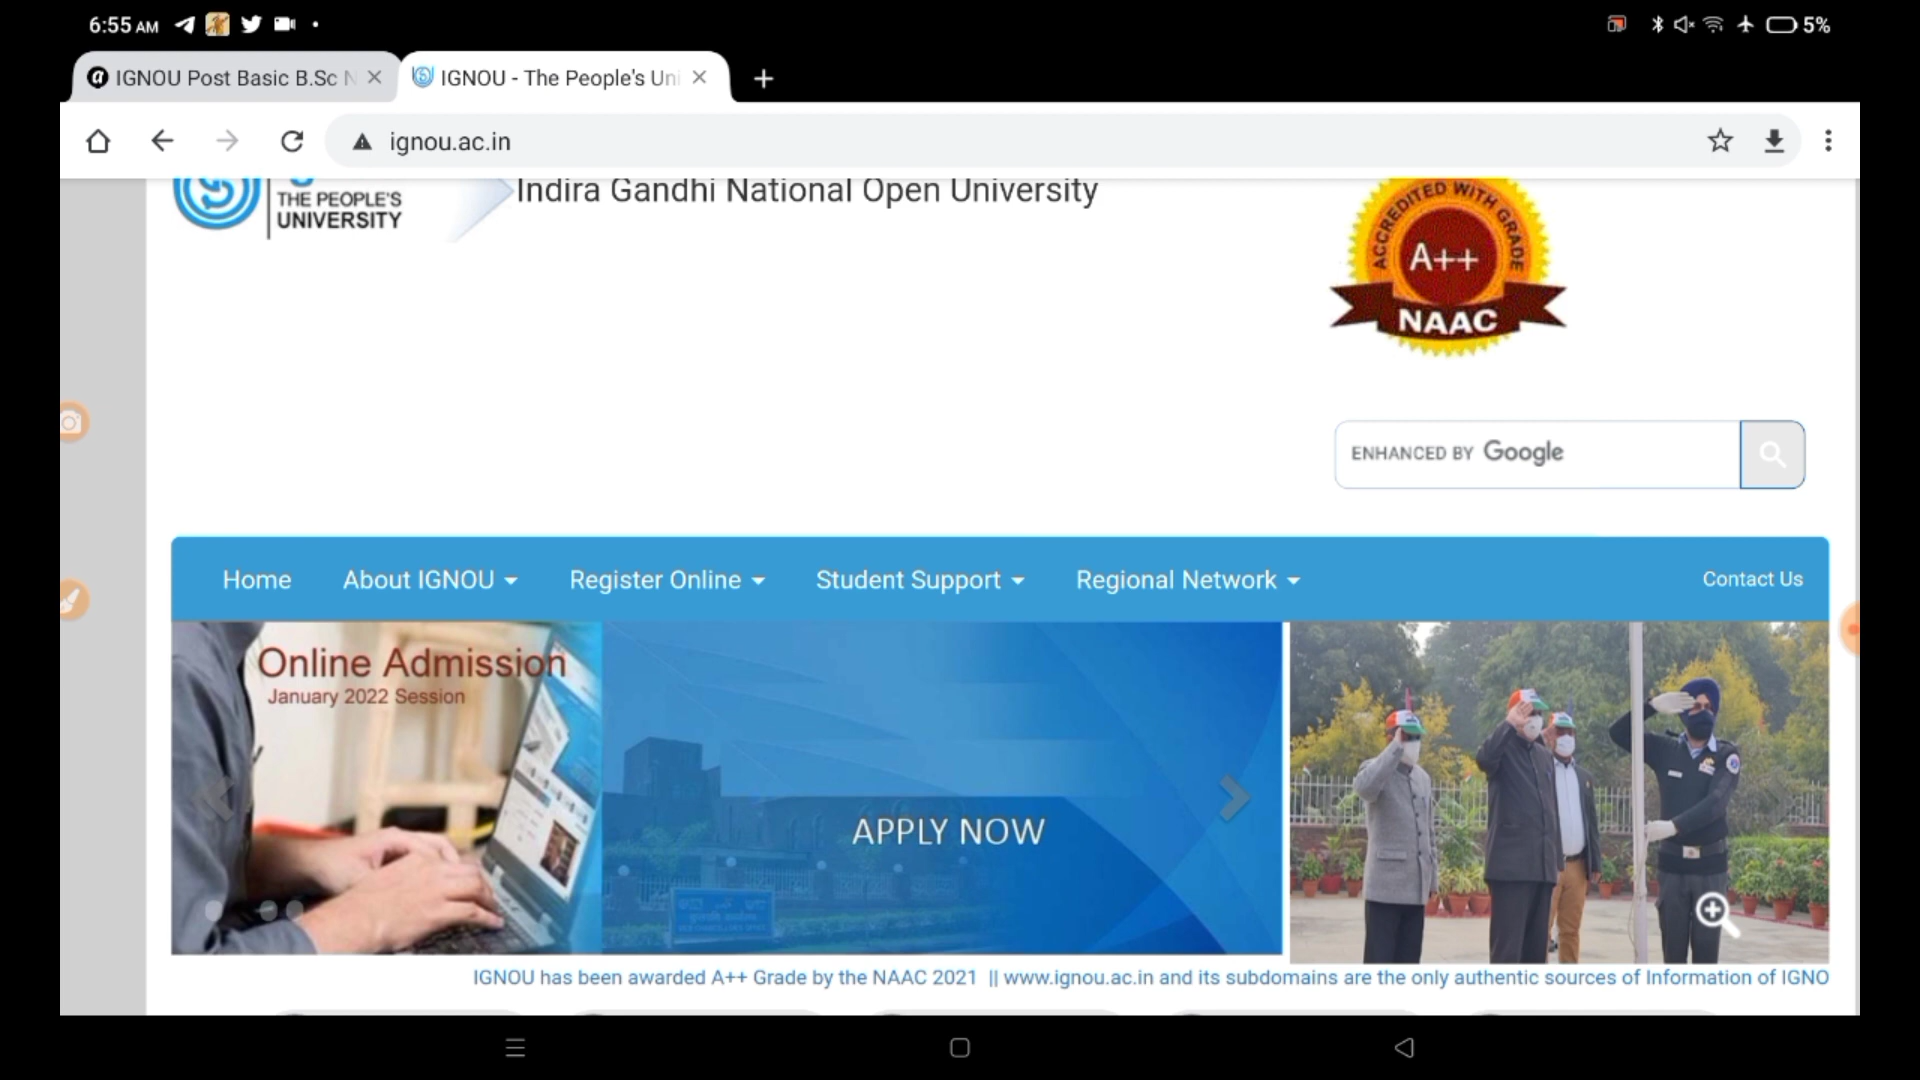 6:55 AM
5%
IGNOU Post Basic B.Sc N
IGNOU - The People's Uni
ignou.ac.in
THE PEOPLE'S
UNIVERSITY
Indira Gandhi National Open University
ACCREDITED WITH GRADE
A++
NAAC
ENHANCED BY Google
Home
About IGNOU
Register Online
Student Support
Regional Network
Contact Us
Online Admission
January 2022 Session
APPLY NOW
IGNOU has been awarded A++ Grade by the NAAC 2021 || www.ignou.ac.in and its subdomains are the only authentic sources of Information of IGNO